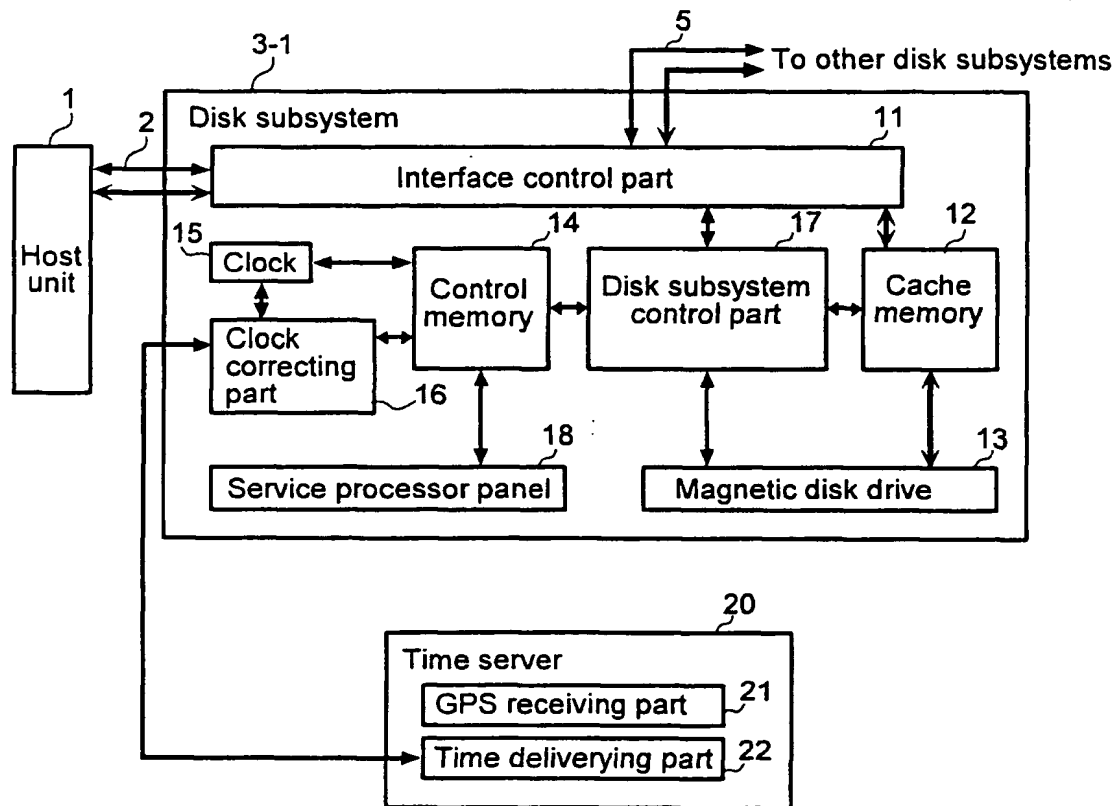 5
To other disk subsystems
3-1
1
2
Disk subsystem
11
Interface control part
Host
unit
15
Clock
14
Control
memory
17
Disk subsystem
control part
12
Cache
memory
Clock
correcting
part
16
18
Service processor panel
13
Magnetic disk drive
20
Time server
GPS receiving part
21
Time deliverying part
22